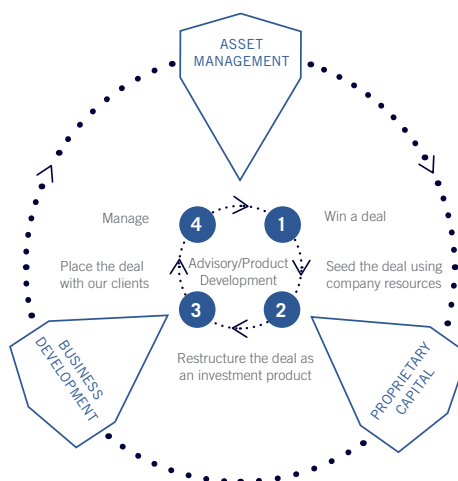 ASSET
MANAGEMENT
4
1
Manage
Win a deal
Place the deal
with our clients
Advisory/Product
Development
Seed the deal using
company resources
3
2
Restructure the deal as
an investment product
BUSINESS
DEVELOPMENT
PROPRIETARY
CAPITAL